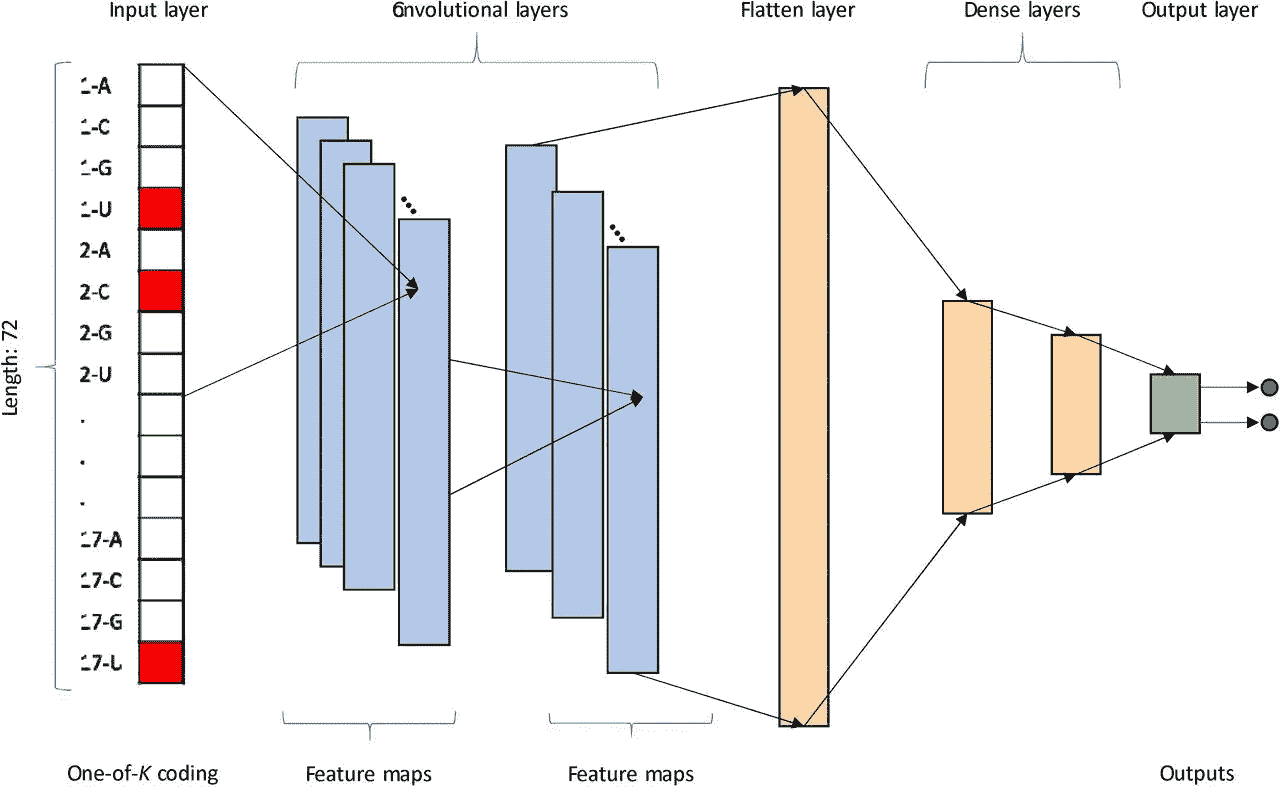 Input layer
Convolutional layers
Flatten layer
Dense layers
Output layer
Length: 72
1-A
1-C
1-G
1-U
2-A
2-C
2-G
2-U
.
.
.
17-A
17-C
17-G
17-U
One-of-K coding
Feature maps
Feature maps
Outputs